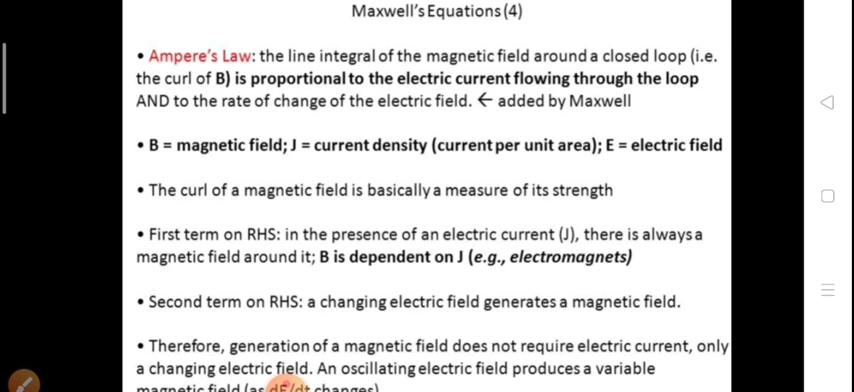 Maxwell's Equations (4)
• Ampere's Law: the line integral of the magnetic field around a closed loop (i.e.
the curl of B) is proportional to the electric current flowing through the loop
AND to the rate of change of the electric field. ← added by Maxwell
• B = magnetic field; J = current density (current per unit area); E = electric field
• The curl of a magnetic field is basically a measure of its strength
• First term on RHS: in the presence of an electric current (J), there is always a
magnetic field around it; B is dependent on J (e.g., electromagnets)
• Second term on RHS: a changing electric field generates a magnetic field.
• Therefore, generation of a magnetic field does not require electric current, only
a changing electric field. An oscillating electric field produces a variable
magnetic field (as dE/dt changes)